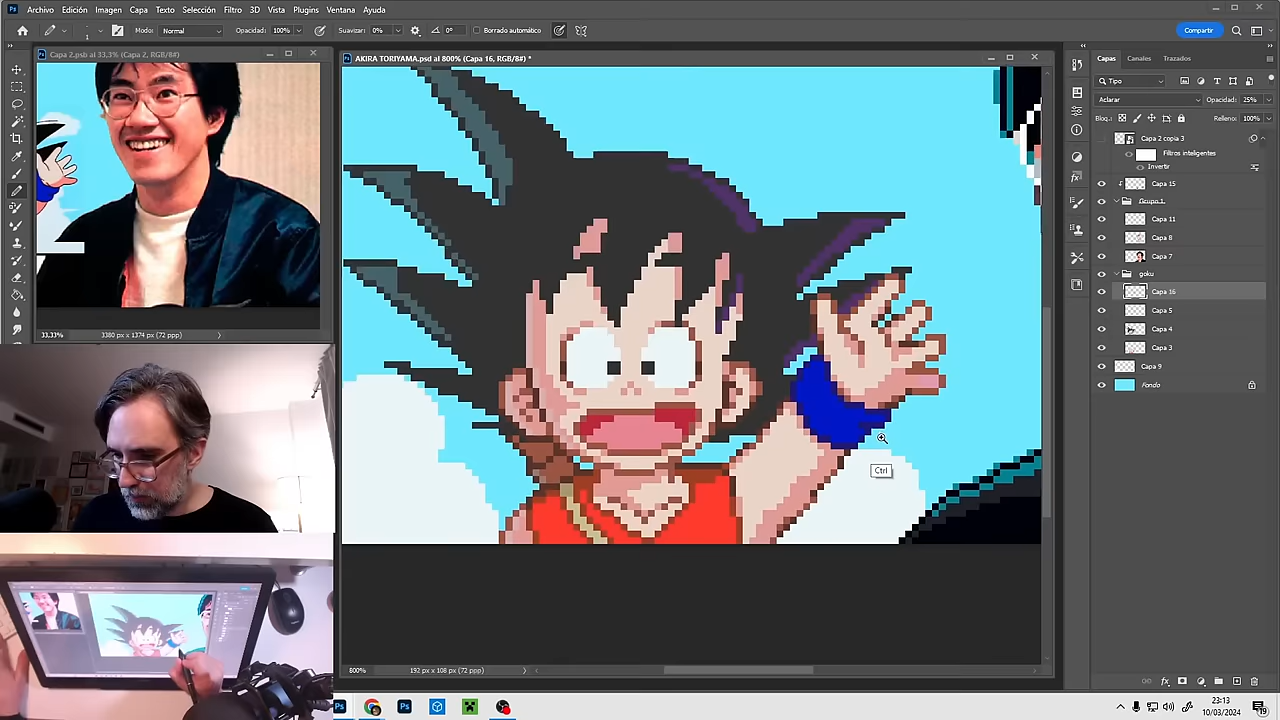 Archivo Edición Imagen Capa Texto Selección Filtro 3D Vista Plugins Ventana Ayuda
1 Modo: Normal Opacidad: 100% Suavizar: 0% 0° Borrado automático Compartir
Capa 2.psb al 33,3% (Capa 2, RGB/8#)
AKIRA TORIYAMA.psd al 800% (Capa 16, RGB/8#) *
Capas Canales Trazados
Tipo
Aclarar Opacidad: 25%
Bloq.: Relleno: 100%
Capa 2 copia 3
Filtros inteligentes
Invertir
Capa 15
Grupo 1
Capa 11
Capa 8
Capa 7
goku
Capa 16
Capa 5
Capa 4
Capa 3
Capa 9
Fondo
33,33% 3380 px x 1374 px (72 ppp)
Ctrl
800% 192 px x 108 px (72 ppp)
fx
22:13
10/03/2024